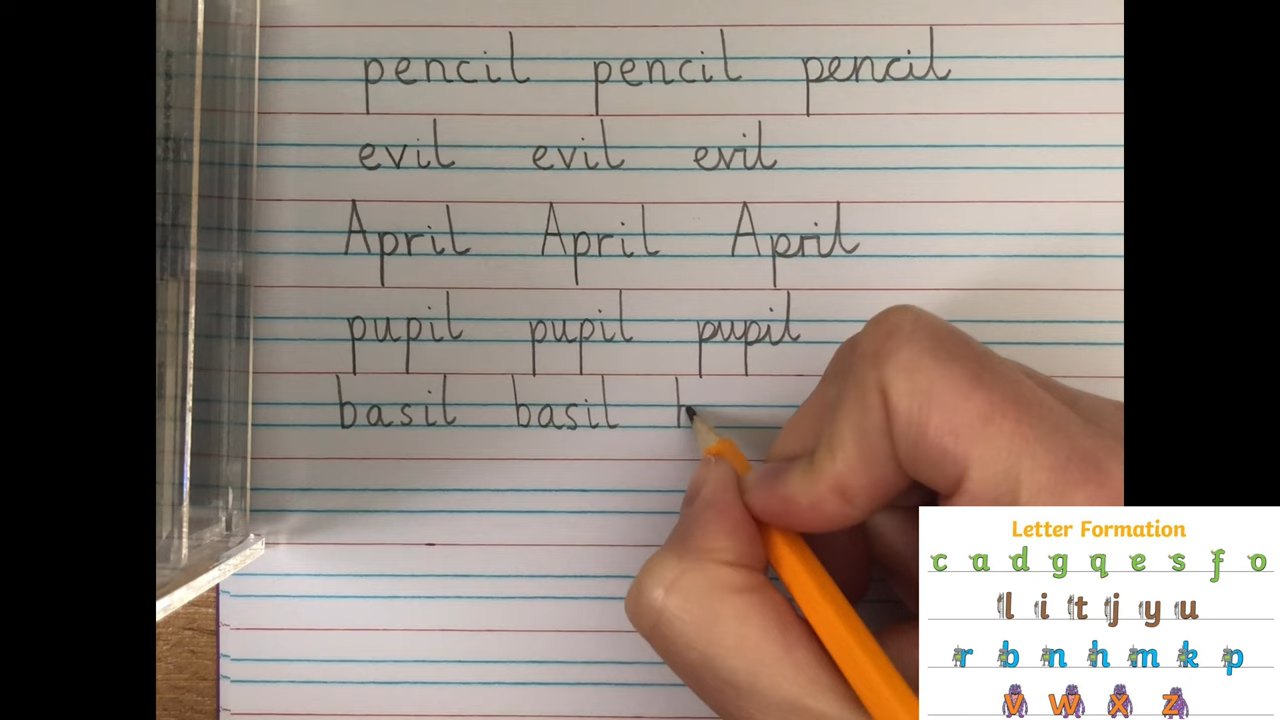 pencil pencil pencil
evil evil evil
April April April
pupil pupil pupil
basil basil b
Letter Formation
c a d g q e s f o
l i t j y u
r b n h m k p
v w x z